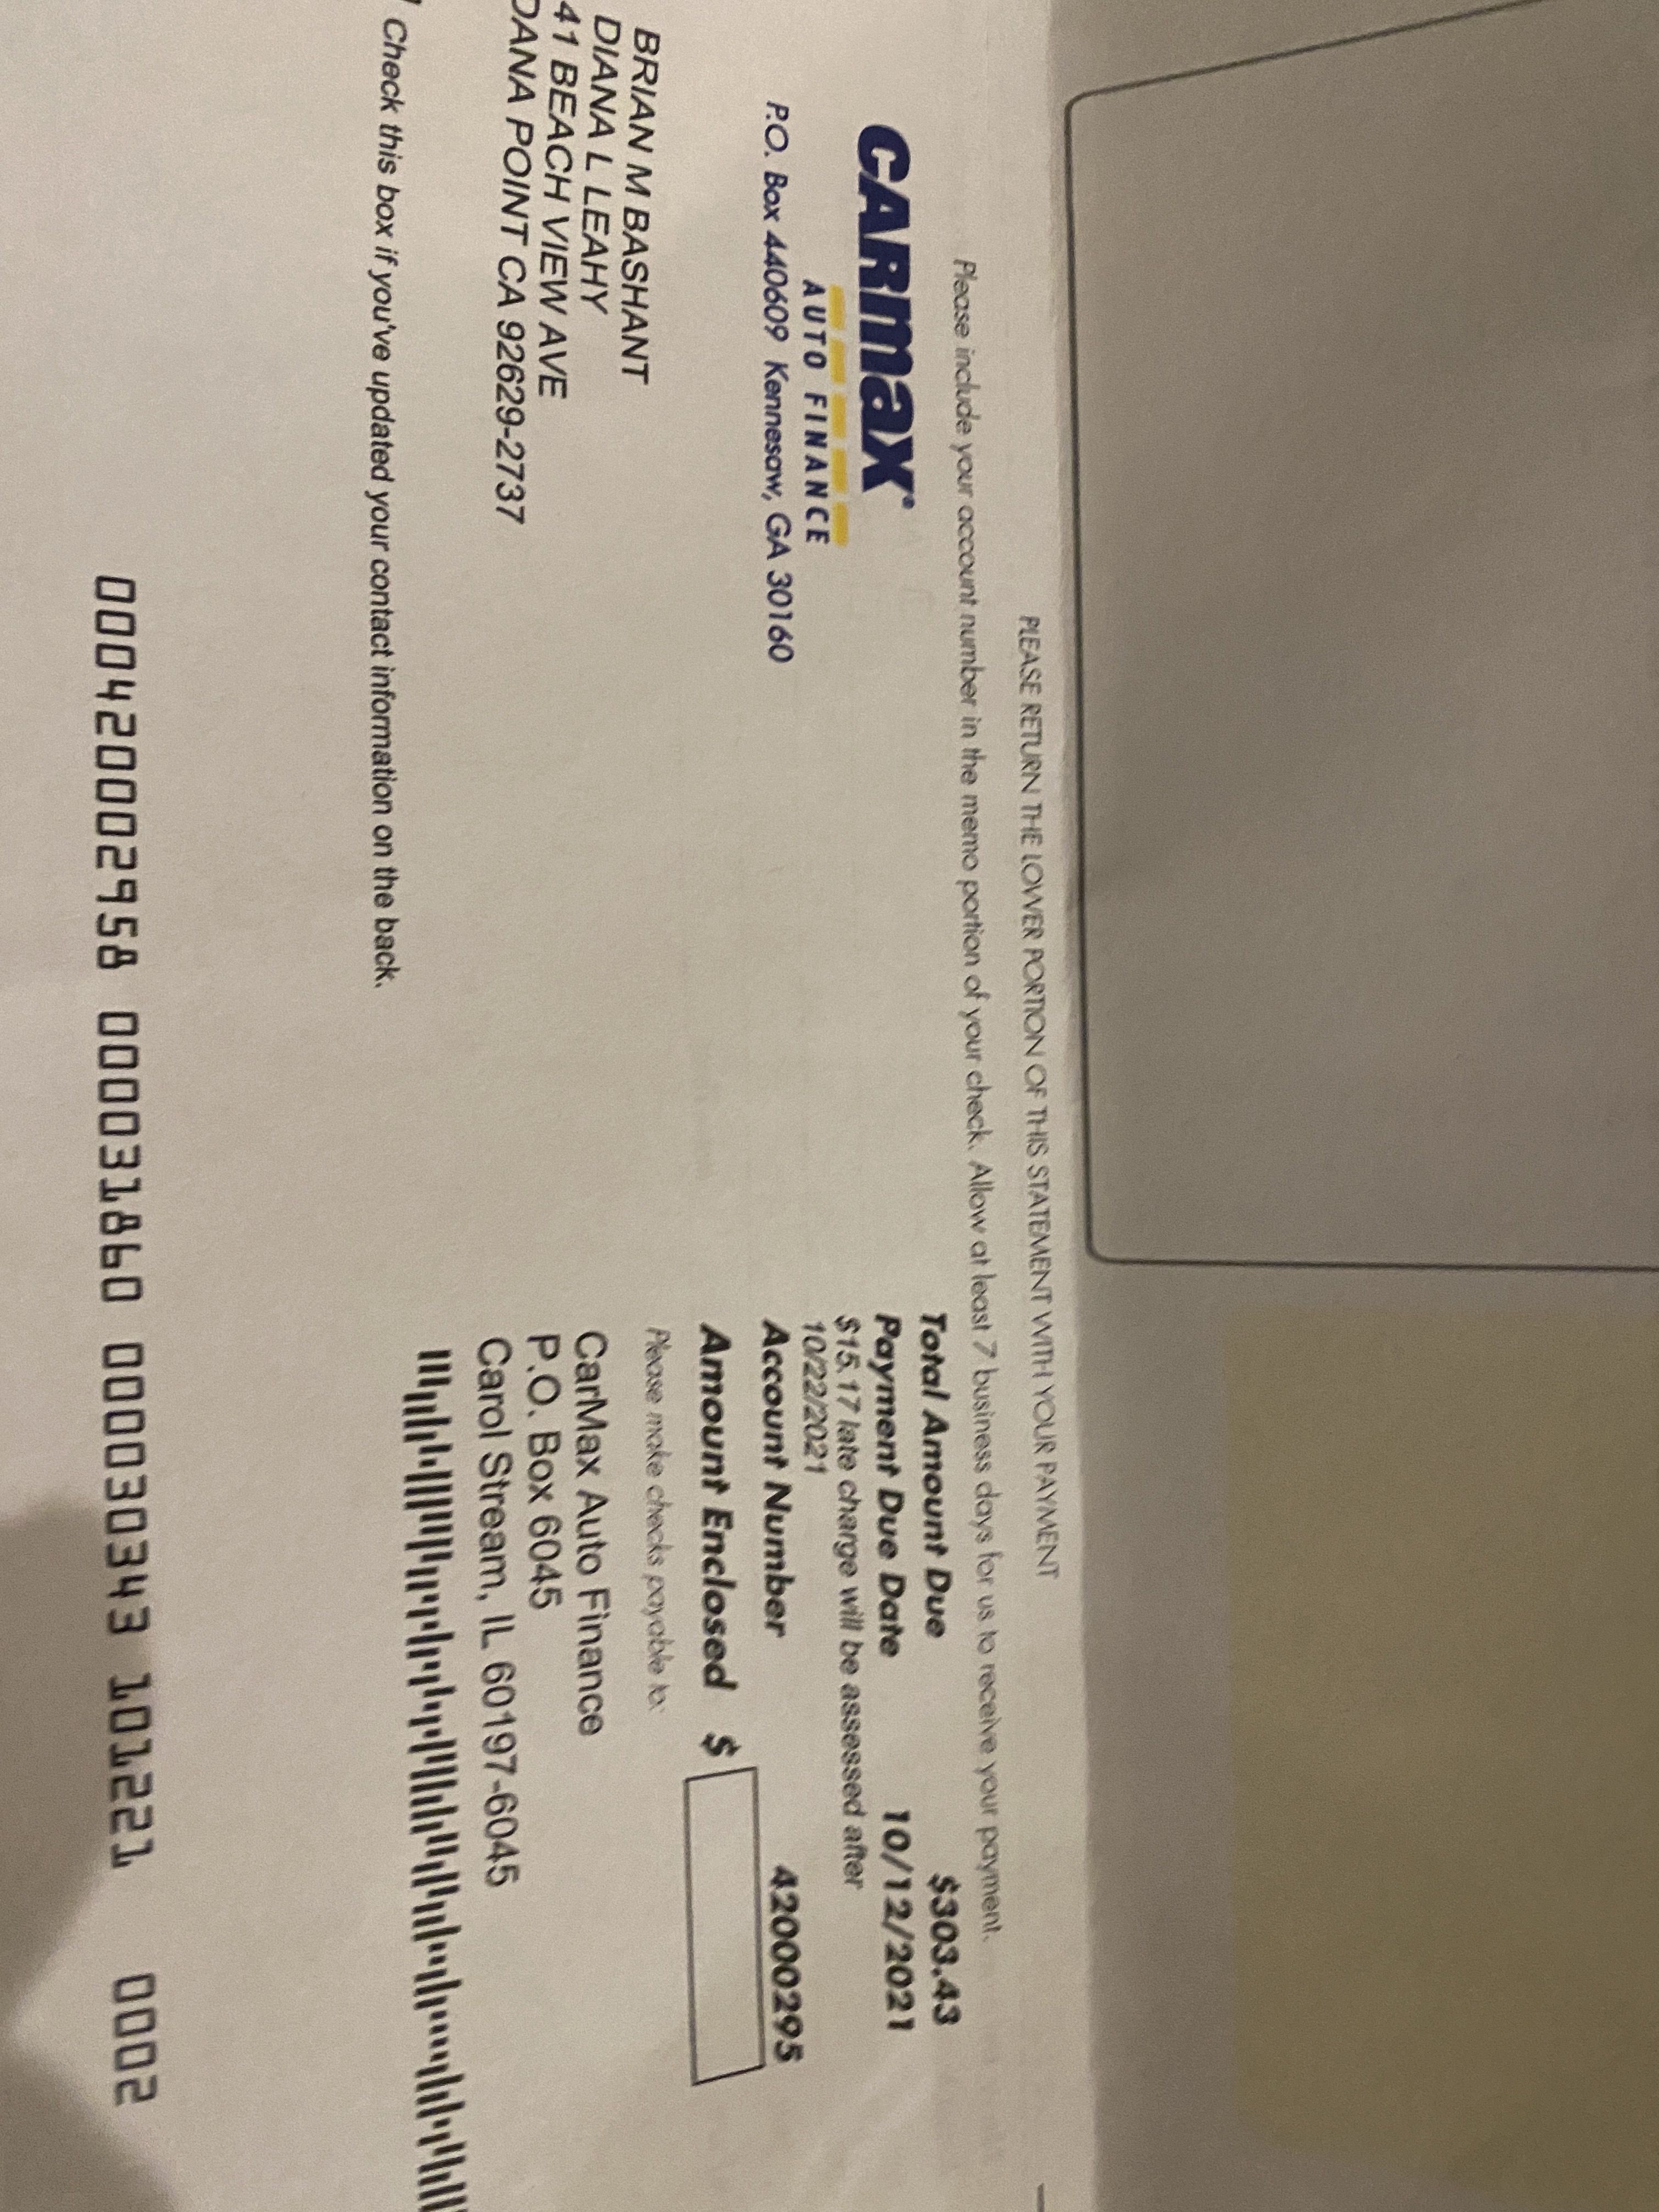 PLEASE RETURN THE LOWER PORTION OF THIS STATEMENT WITH YOUR PAYMENT
Please include your account number in the memo portion of your check. Allow at least 7 business days for us to receive your payment.
CARmax®
AUTO FINANCE
P.O. Box 440609 Kennesaw, GA 30160
Total Amount Due $303.43
Payment Due Date 10/12/2021
$15.17 late charge will be assessed after
10/22/2021
Account Number 42000295
Amount Enclosed $
BRIAN M BASHANT
DIANA L LEAHY
41 BEACH VIEW AVE
DANA POINT CA 92629-2737
Please make checks payable to:
CarMax Auto Finance
P.O. Box 6045
Carol Stream, IL 60197-6045
Check this box if you've updated your contact information on the back.
000420002958 000031860 000030343 101221 0002